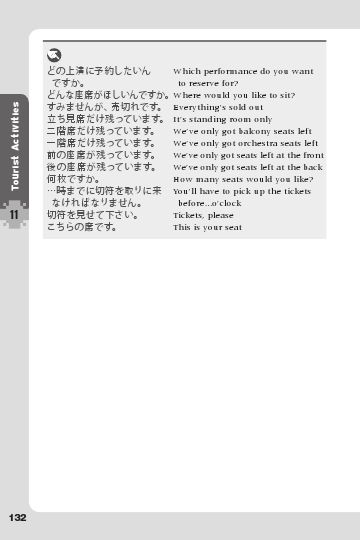 どの上演に予約したいん Which performance do you want
ですか。 to reserve for?
どんな座席がほしいんですか。 Where would you like to sit?
すみませんが、売切れです。 Everything's sold out
立ち見席だけ残っています。 It's standing room only
二階席だけ残っています。 We've only got balcony seats left
一階席だけ残っています。 We've only got orchestra seats left
前の座席が残っています。 We've only got seats left at the front
後の座席が残っています。 We've only got seats left at the back
何枚ですか。 How many seats would you like?
…時までに切符を取りに来 You'll have to pick up the tickets
なければなりません。 before...o'clock
切符を見せて下さい。 Tickets, please
こちらの席です。 This is your seat
Tourist Activities
11
132